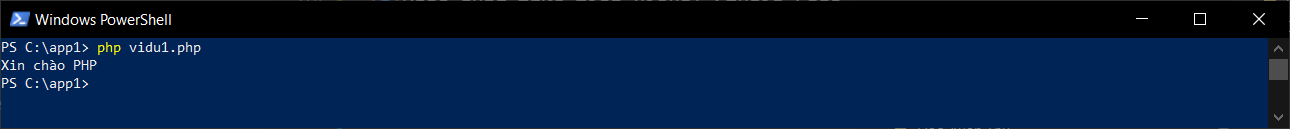 Windows PowerShell
PS C:\app1> php vidu1.php
Xin chào PHP
PS C:\app1>